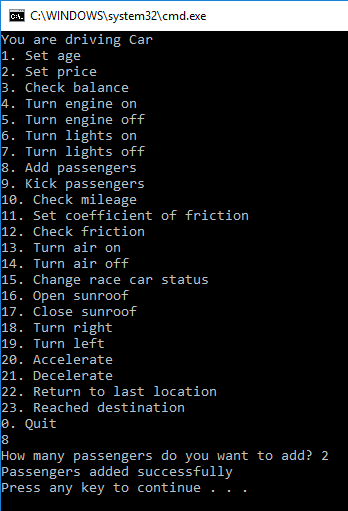 C:\WINDOWS\system32\cmd.exe
You are driving Car
1. Set age
2. Set price
3. Check balance
4. Turn engine on
5. Turn engine off
6. Turn lights on
7. Turn lights off
8. Add passengers
9. Kick passengers
10. Check mileage
11. Set coefficient of friction
12. Check friction
13. Turn air on
14. Turn air off
15. Change race car status
16. Open sunroof
17. Close sunroof
18. Turn right
19. Turn left
20. Accelerate
21. Decelerate
22. Return to last location
23. Reached destination
0. Quit
8
How many passengers do you want to add? 2
Passengers added successfully
Press any key to continue . . .